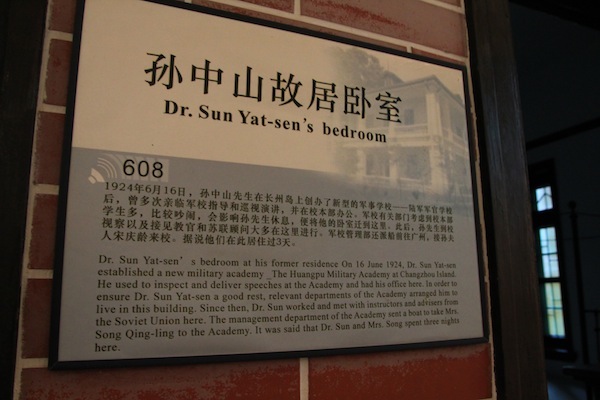 孙中山故居卧室
Dr. Sun Yat-sen's bedroom
608
1924年6月16日，孙中山先生在长州岛上创办了新型的军事学校——陆军军官学校
后，曾多次亲临军校指导和巡视演讲，并在校本部办公。军校有关部门考虑到校本部
学生多，比较吵闹，会影响孙先生休息，便将他的卧室迁到这里。此后，孙先生到校
视察以及接见教官和苏联顾问大多在这里进行。军校管理部还派船前往广州，接孙夫
人宋庆龄来校。据说他们在此居住过3天。
Dr. Sun Yat-sen’s bedroom at his former residence On 16 June 1924, Dr. Sun Yat-sen
established a new military academy _The Huangpu Military Academy at Changzhou Island.
He used to inspect and deliver speeches at the Academy and had his office here. In order to
ensure Dr. Sun Yat-sen a good rest, relevant departments of the Academy arranged him to
live in this building. Since then, Dr. Sun worked and met with instructors and advisers from
the Soviet Union here. The management department of the Academy sent a boat to take Mrs.
Song Qing-ling to the Academy. It was said that Dr. Sun and Mrs. Song spent three nights
here.